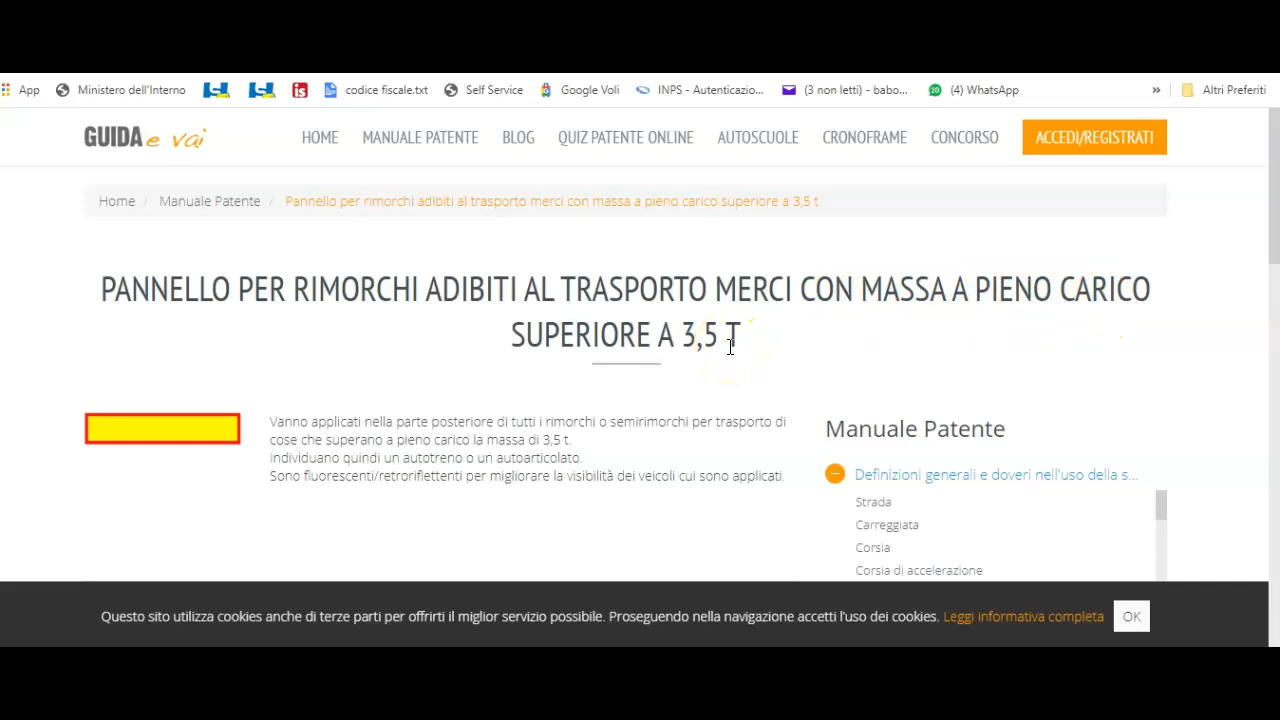 App Ministero dell'Interno codice fiscale.txt Self Service Google Voli INPS - Autenticazio... (3 non letti) - babo... (4) WhatsApp » Altri Preferiti
GUIDA e vai HOME MANUALE PATENTE BLOG QUIZ PATENTE ONLINE AUTOSCUOLE CRONOFRAME CONCORSO ACCEDI/REGISTRATI
Home / Manuale Patente / Pannello per rimorchi adibiti al trasporto merci con massa a pieno carico superiore a 3,5 t
PANNELLO PER RIMORCHI ADIBITI AL TRASPORTO MERCI CON MASSA A PIENO CARICO
SUPERIORE A 3,5 T
Vanno applicati nella parte posteriore di tutti i rimorchi o semirimorchi per trasporto di
cose che superano a pieno carico la massa di 3,5 t.
Individuano quindi un autotreno o un autoarticolato.
Sono fluorescenti/retroriflettenti per migliorare la visibilità dei veicoli cui sono applicati.
Manuale Patente
Definizioni generali e doveri nell'uso della s...
Strada
Carreggiata
Corsia
Corsia di accelerazione
Questo sito utilizza cookies anche di terze parti per offrirti il miglior servizio possibile. Proseguendo nella navigazione accetti l'uso dei cookies. Leggi informativa completa OK